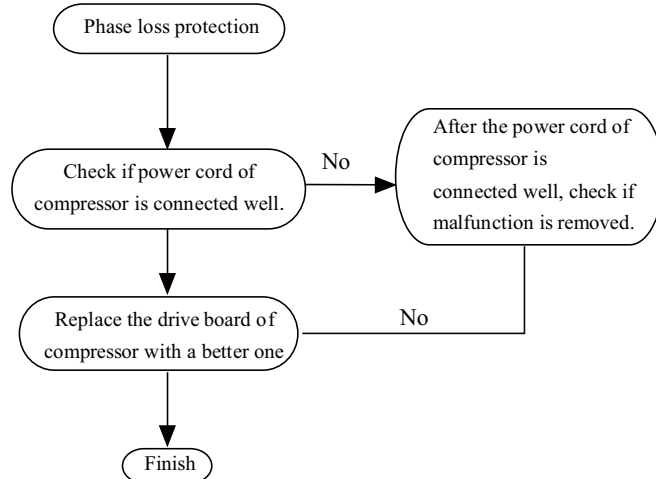 Phase loss protection
Check if power cord of
compressor is connected well.
No
After the power cord of
compressor is
connected well, check if
malfunction is removed.
Replace the drive board of
compressor with a better one
No
Finish